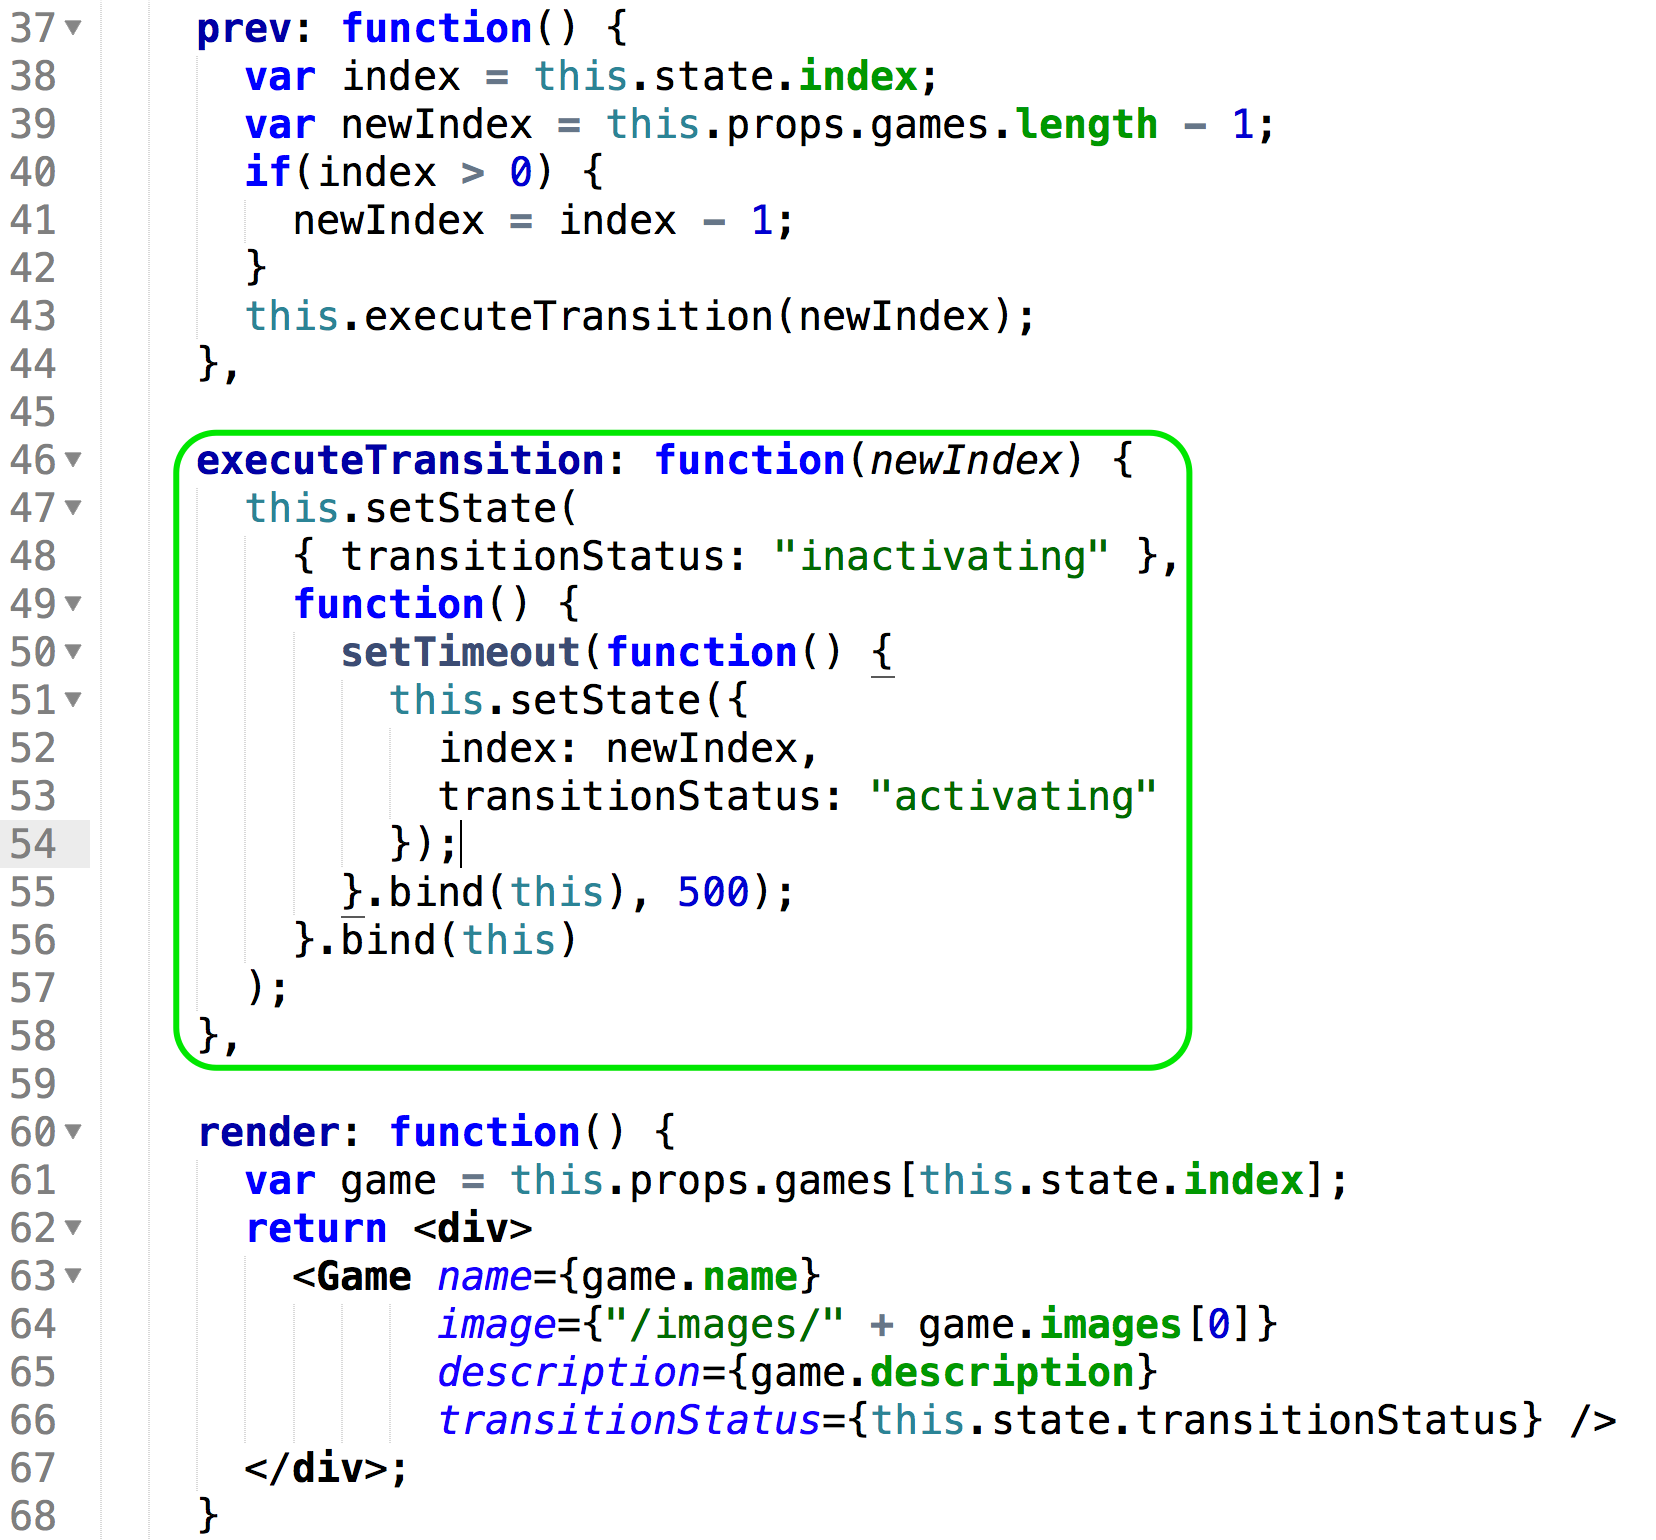 37 prev: function() {
38 var index = this.state.index;
39 var newIndex = this.props.games.length - 1;
40 if(index > 0) {
41 newIndex = index - 1;
42 }
43 this.executeTransition(newIndex);
44 },
45
46 executeTransition: function(newIndex) {
47 this.setState(
48 { transitionStatus: "inactivating" },
49 function() {
50 setTimeout(function() {
51 this.setState({
52 index: newIndex,
53 transitionStatus: "activating"
54 });
55 }.bind(this), 500);
56 }.bind(this)
57 );
58 },
59
60 render: function() {
61 var game = this.props.games[this.state.index];
62 return <div>
63 <Game name={game.name}
64 image={"/images/" + game.images[0]}
65 description={game.description}
66 transitionStatus={this.state.transitionStatus} />
67 </div>;
68 }